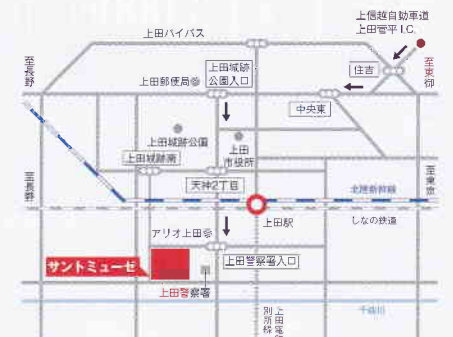 上信越自動車道
上田菅平I.C.
上田バイパス
至長野
上田城跡
公園入口
住吉
至東御
上田郵便局
中央東
上田城跡公園
上田
市役所
上田城跡南
天神2丁目
至長野
至東京
北陸新幹線
上田駅
しなの鉄道
アリオ上田
サントミューゼ
上田警察署入口
上田警察署
千曲川
上田電鉄
別所線